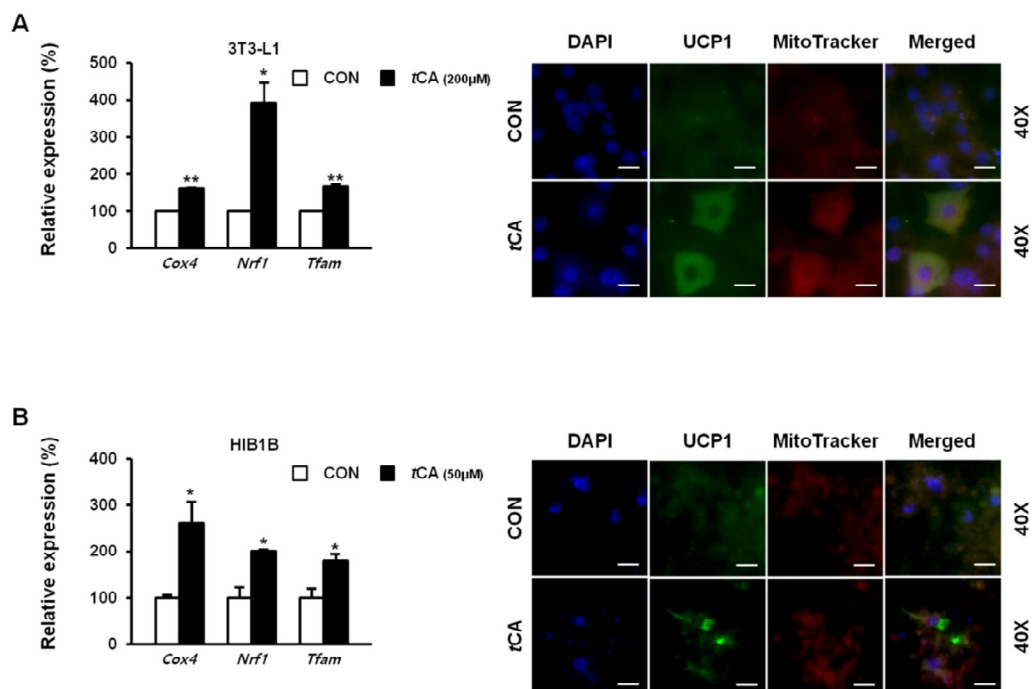 A
3T3-L1
Relative expression (%)
CON tCA (200μM)
500
400
300
200
100
0
* 
**
**
Cox4 Nrf1 Tfam
DAPI UCP1 MitoTracker Merged
CON
40X
tCA
40X
B
HIB1B
Relative expression (%)
CON tCA (50μM)
400
300
200
100
0
*
*
*
Cox4 Nrf1 Tfam
DAPI UCP1 MitoTracker Merged
CON
40X
tCA
40X